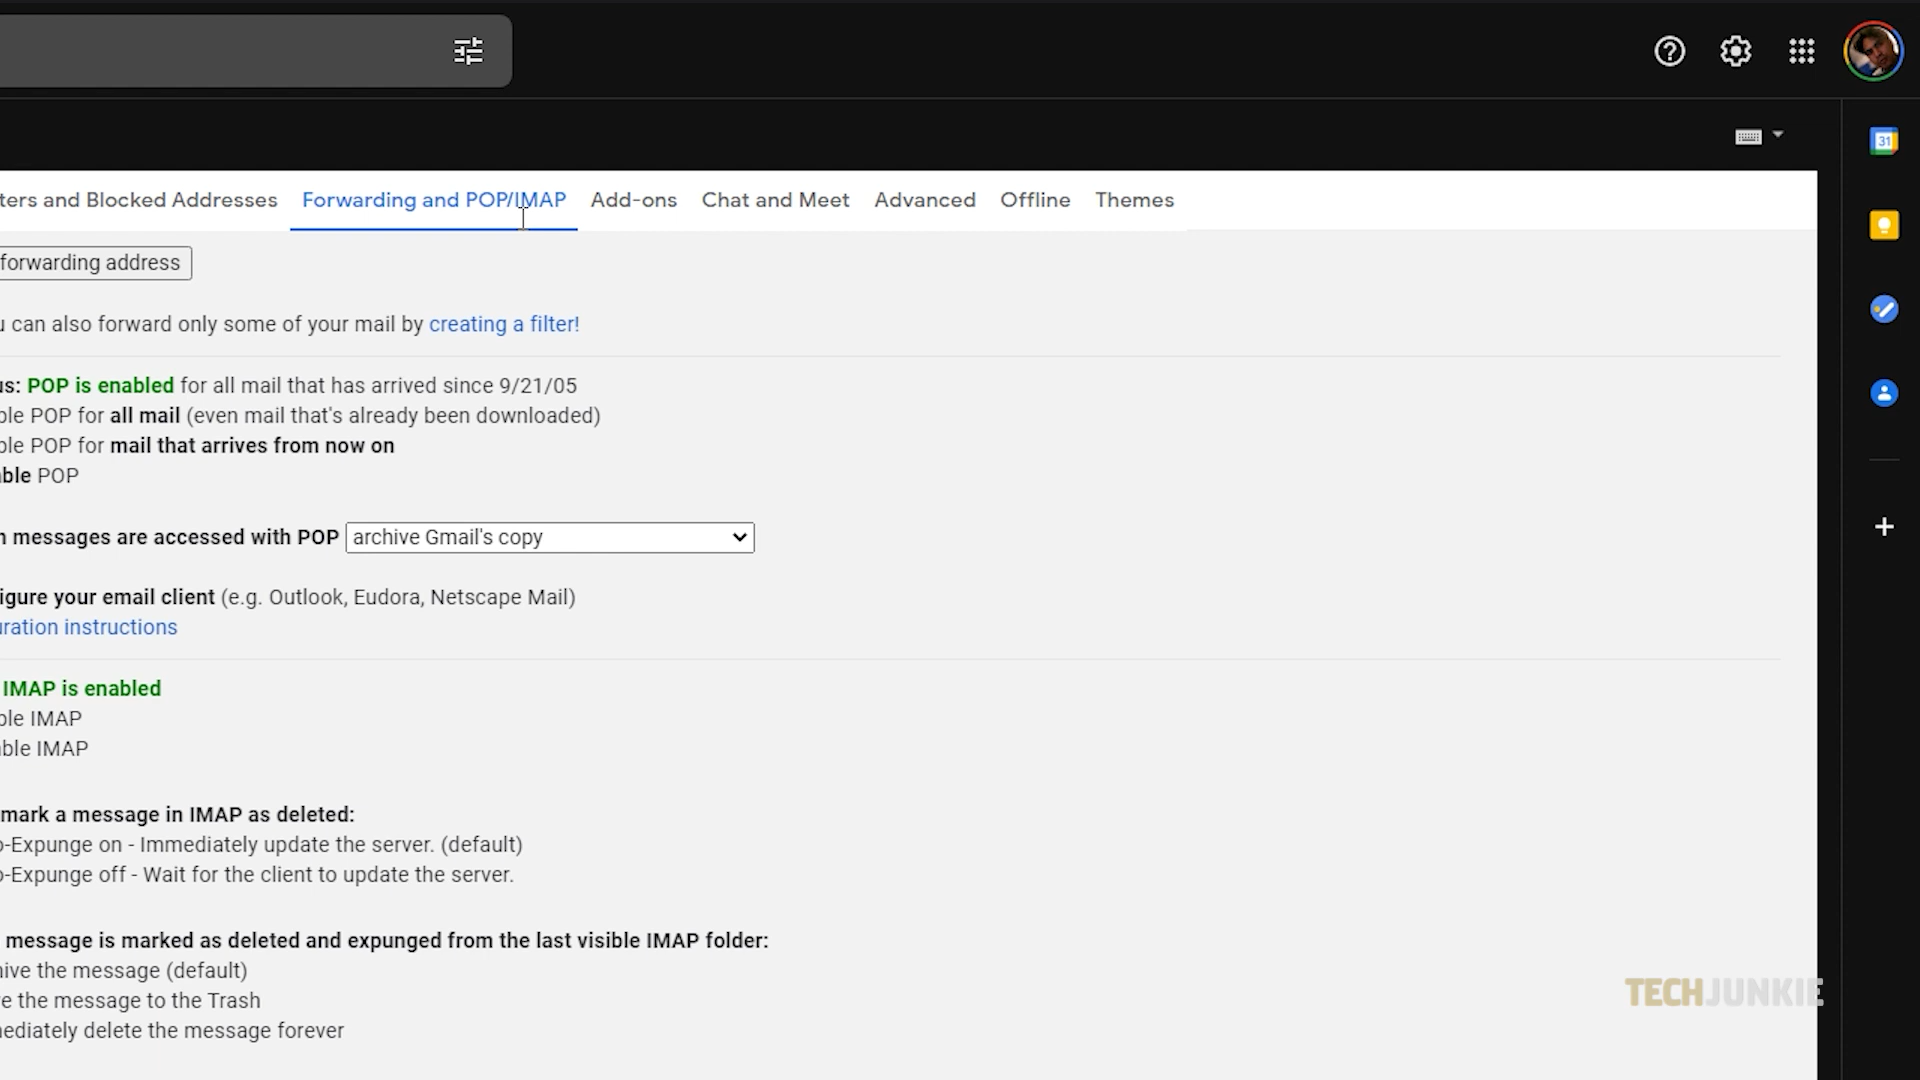 ters and Blocked Addresses Forwarding and POP/IMAP Add-ons Chat and Meet Advanced Offline Themes
31
forwarding address
can also forward only some of your mail by creating a filter!
us: POP is enabled for all mail that has arrived since 9/21/05
ble POP for all mail (even mail that's already been downloaded)
ble POP for mail that arrives from now on
able POP
n messages are accessed with POP archive Gmail's copy
igure your email client (e.g. Outlook, Eudora, Netscape Mail)
uration instructions
IMAP is enabled
ble IMAP
able IMAP
mark a message in IMAP as deleted:
o-Expunge on - Immediately update the server. (default)
o-Expunge off - Wait for the client to update the server.
message is marked as deleted and expunged from the last visible IMAP folder:
hive the message (default)
e the message to the Trash
mediately delete the message forever
TECHJUNKIE